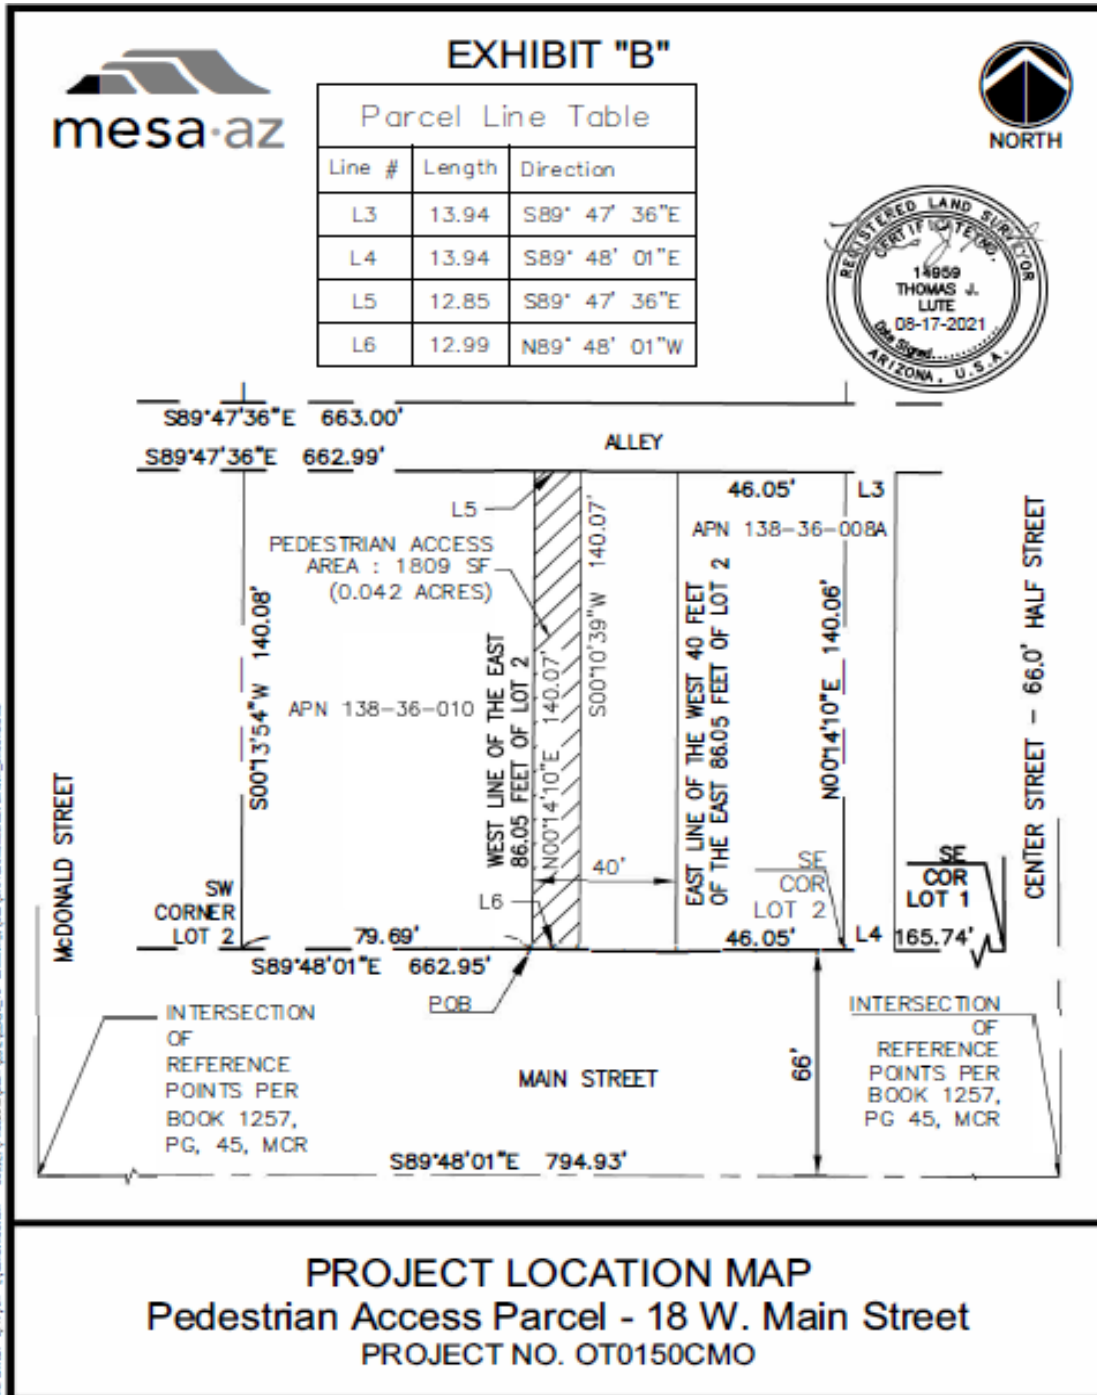 EXHIBIT "B"
mesa·az
NORTH
Parcel Line Table
Line # Length Direction
L3 13.94 S89° 47' 36"E
L4 13.94 S89° 48' 01"E
L5 12.85 S89° 47' 36"E
L6 12.99 N89° 48' 01"W
REGISTERED LAND SURVEYOR
CERTIFICATE NO.
14959
THOMAS J.
LUTE
08-17-2021
Date Signed
ARIZONA, U.S.A.
S89°47'36"E 663.00'
ALLEY
S89°47'36"E 662.99'
46.05'
L3
L5
APN 138-36-008A
PEDESTRIAN ACCESS
AREA : 1809 SF
(0.042 ACRES)
S00°13'54"W 140.08'
APN 138-36-010
WEST LINE OF THE EAST
86.05 FEET OF LOT 2
N00°14'10"E 140.07'
S00°10'39"W 140.07'
EAST LINE OF THE WEST 40 FEET
OF THE EAST 86.05 FEET OF LOT 2
N00°14'10"E 140.06'
CENTER STREET - 66.0' HALF STREET
McDONALD STREET
40'
SW
CORNER
LOT 2
L6
SE
COR
LOT 2
SE
COR
LOT 1
79.69'
46.05'
L4
165.74'
S89°48'01"E 662.95'
POB
INTERSECTION
OF
REFERENCE
POINTS PER
BOOK 1257,
PG, 45, MCR
MAIN STREET
66'
INTERSECTION
OF
REFERENCE
POINTS PER
BOOK 1257,
PG 45, MCR
S89°48'01"E 794.93'
PROJECT LOCATION MAP
Pedestrian Access Parcel - 18 W. Main Street
PROJECT NO. OT0150CMO